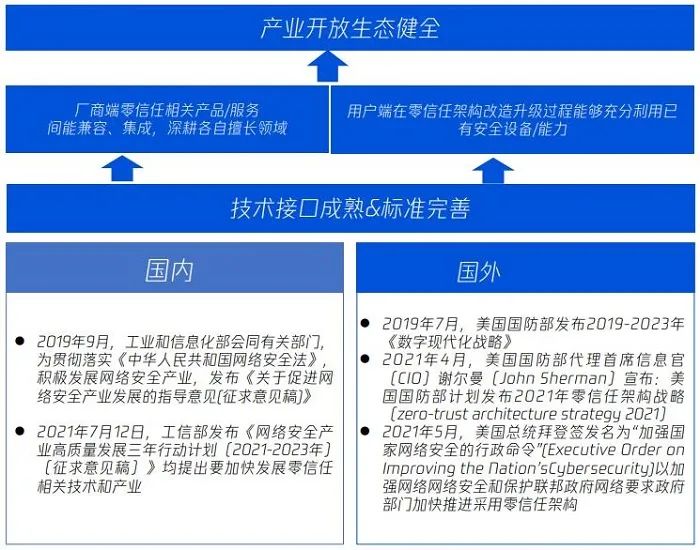 产业开放生态健全
厂商端零信任相关产品/服务
间能兼容、集成，深耕各自擅长领域
用户端在零信任架构改造升级过程能够充分利用已
有安全设备/能力
技术接口成熟&标准完善
国内
● 2019年9月，工业和信息化部会同有关部门，
为贯彻落实《中华人民共和国网络安全法》，
积极发展网络安全产业，发布《关于促进网
络安全产业发展的指导意见(征求意见稿)》
● 2021年7月12日，工信部发布《网络安全产
业高质量发展三年行动计划〔2021-2023年〕
〔征求意见稿〕》均提出要加快发展零信任
相关技术和产业
国外
● 2019年7月，美国国防部发布2019-2023年
《数字现代化战略》
● 2021年4月，美国国防部代理首席信息官
〔CIO〕谢尔曼〔John Sherman〕宣布：美
国国防部计划发布2021年零信任架构战略
〔zero-trust architecture strategy 2021〕
● 2021年5月，美国总统拜登签发名为“加强国
家网络安全的行政命令”(Executive Order on
Improving the Nation’sCybersecurity)以加
强网络网络安全和保护联邦政府网络要求政府
部门加快推进采用零信任架构